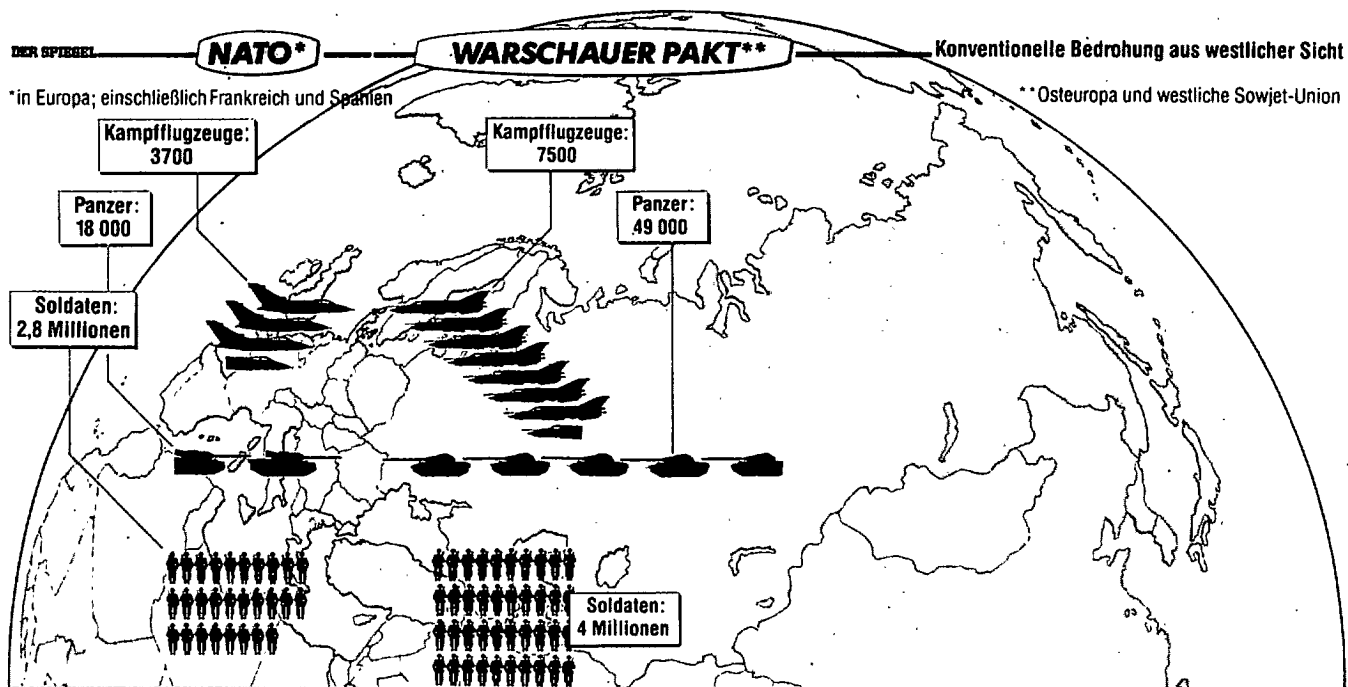 DER SPIEGEL
NATO*
WARSCHAUER PAKT**
Konventionelle Bedrohung aus westlicher Sicht
*in Europa; einschließlich Frankreich und Spanien
**Osteuropa und westliche Sowjet-Union
Kampfflugzeuge:
3700
Kampfflugzeuge:
7500
Panzer:
18 000
Panzer:
49 000
Soldaten:
2,8 Millionen
Soldaten:
4 Millionen